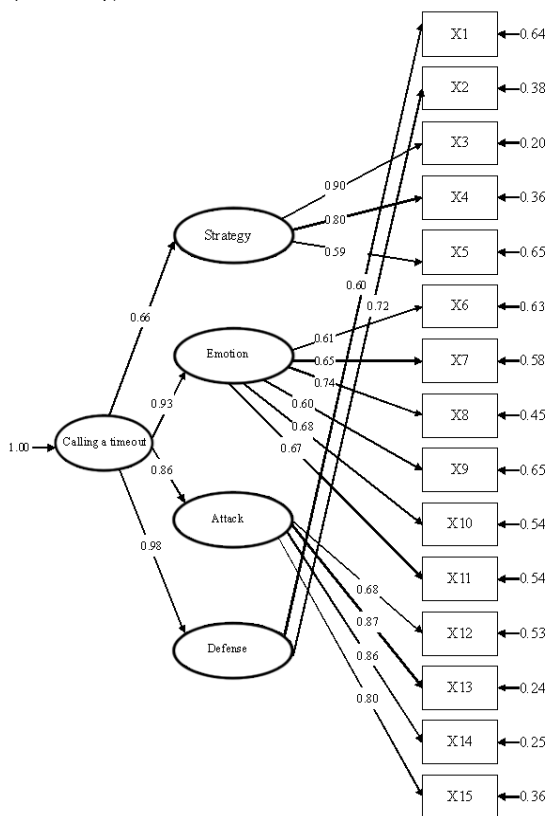 X1
0.64
X2
0.38
X3
0.20
0.90
X4
0.36
0.80
Strategy
0.59
X5
0.65
0.60
0.72
X6
0.63
0.66
0.61
Emotion
0.65
X7
0.58
0.74
0.93
0.60
X8
0.45
0.68
1.00
Calling a timeout
0.67
X9
0.65
0.86
X10
0.54
Attack
X11
0.54
0.98
0.68
0.87
X12
0.53
Defense
0.86
0.80
X13
0.24
X14
0.25
X15
0.36